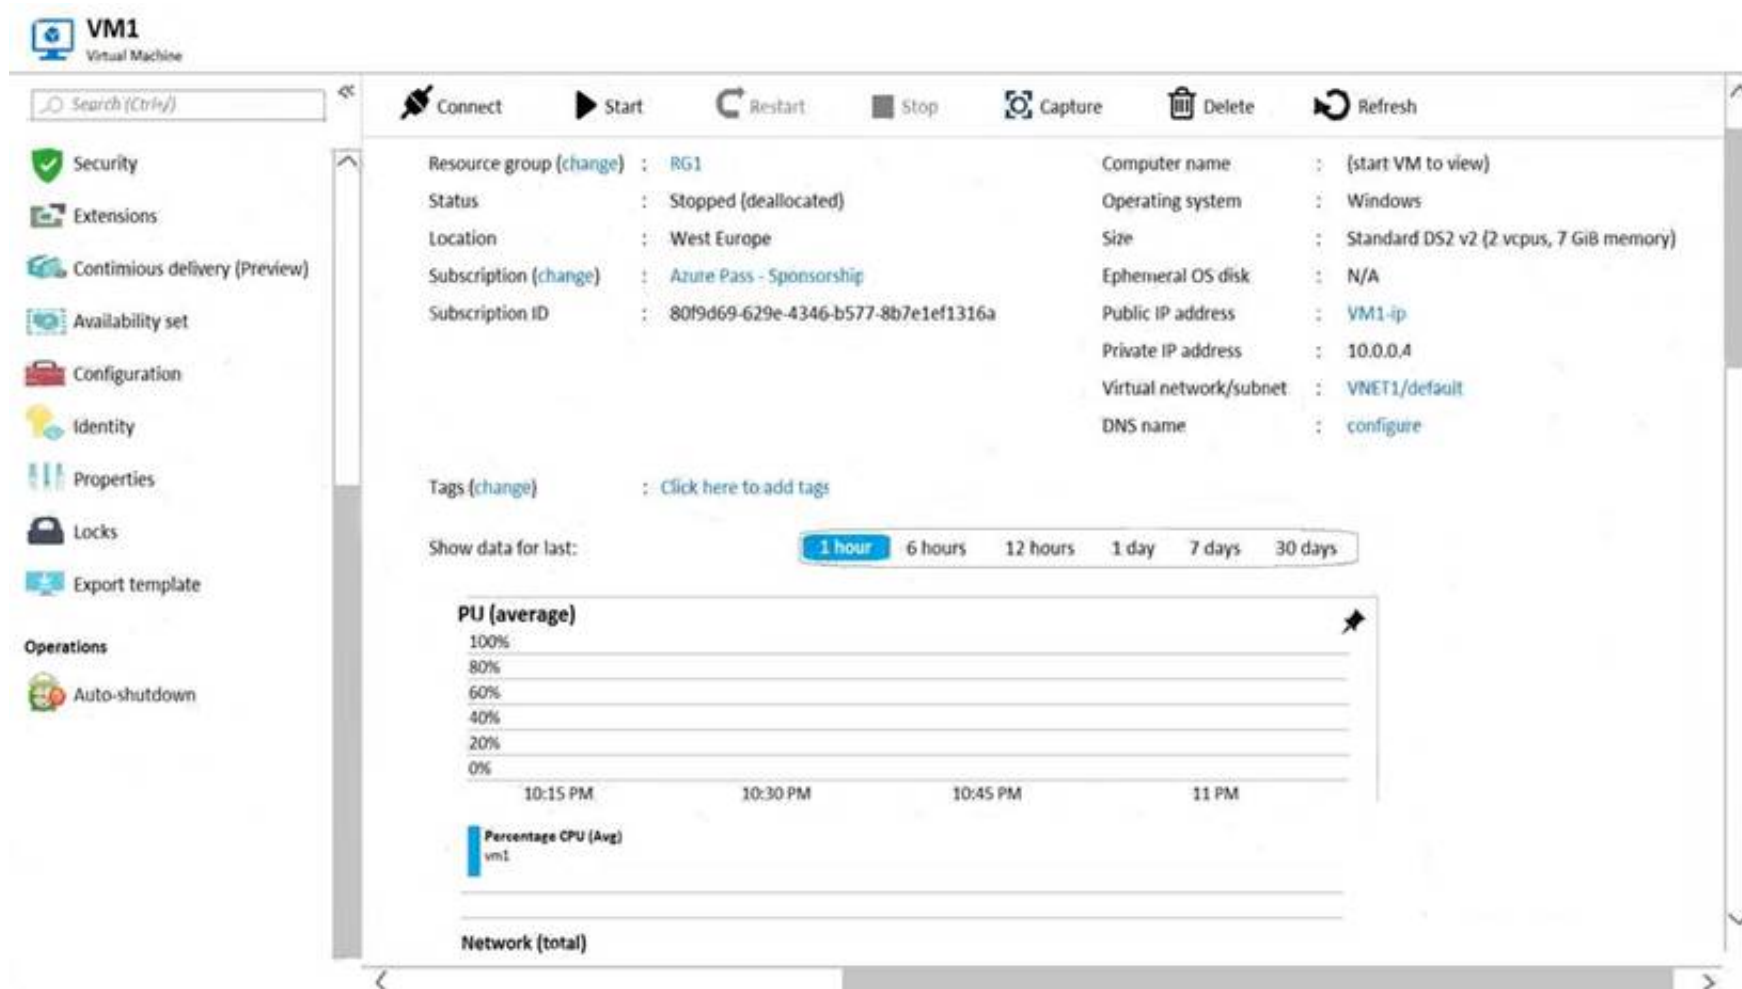 VM1
Virtual Machine
Search (Ctrl+/)
Connect Start Restart Stop Capture Delete Refresh
Security
Extensions
Contimious delivery (Preview)
Availability set
Configuration
Identity
Properties
Locks
Export template
Operations
Auto-shutdown
Resource group (change) : RG1
Status : Stopped (deallocated)
Location : West Europe
Subscription (change) : Azure Pass - Sponsorship
Subscription ID : 80f9d69-629e-4346-b577-8b7e1ef1316a
Computer name : (start VM to view)
Operating system : Windows
Size : Standard DS2 v2 (2 vcpus, 7 GiB memory)
Ephemeral OS disk : N/A
Public IP address : VM1-ip
Private IP address : 10.0.0.4
Virtual network/subnet : VNET1/default
DNS name : configure
Tags (change) : Click here to add tags
Show data for last: 1 hour 6 hours 12 hours 1 day 7 days 30 days
PU (average)
100%
80%
60%
40%
20%
0%
10:15 PM 10:30 PM 10:45 PM 11 PM
Percentage CPU (Avg)
vm1
Network (total)